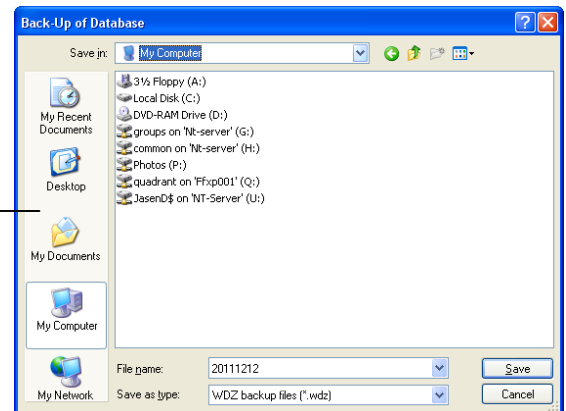 Back-Up of Database
Save in:
My Computer
3½ Floppy (A:)
Local Disk (C:)
DVD-RAM Drive (D:)
groups on 'Nt-server' (G:)
common on 'Nt-server' (H:)
Photos (P:)
quadrant on 'Ffxp001' (Q:)
JasenD$ on 'NT-Server' (U:)
My Recent
Documents
Desktop
My Documents
My Computer
My Network
File name:
20111212
Save
Save as type:
WDZ backup files (*.wdz)
Cancel